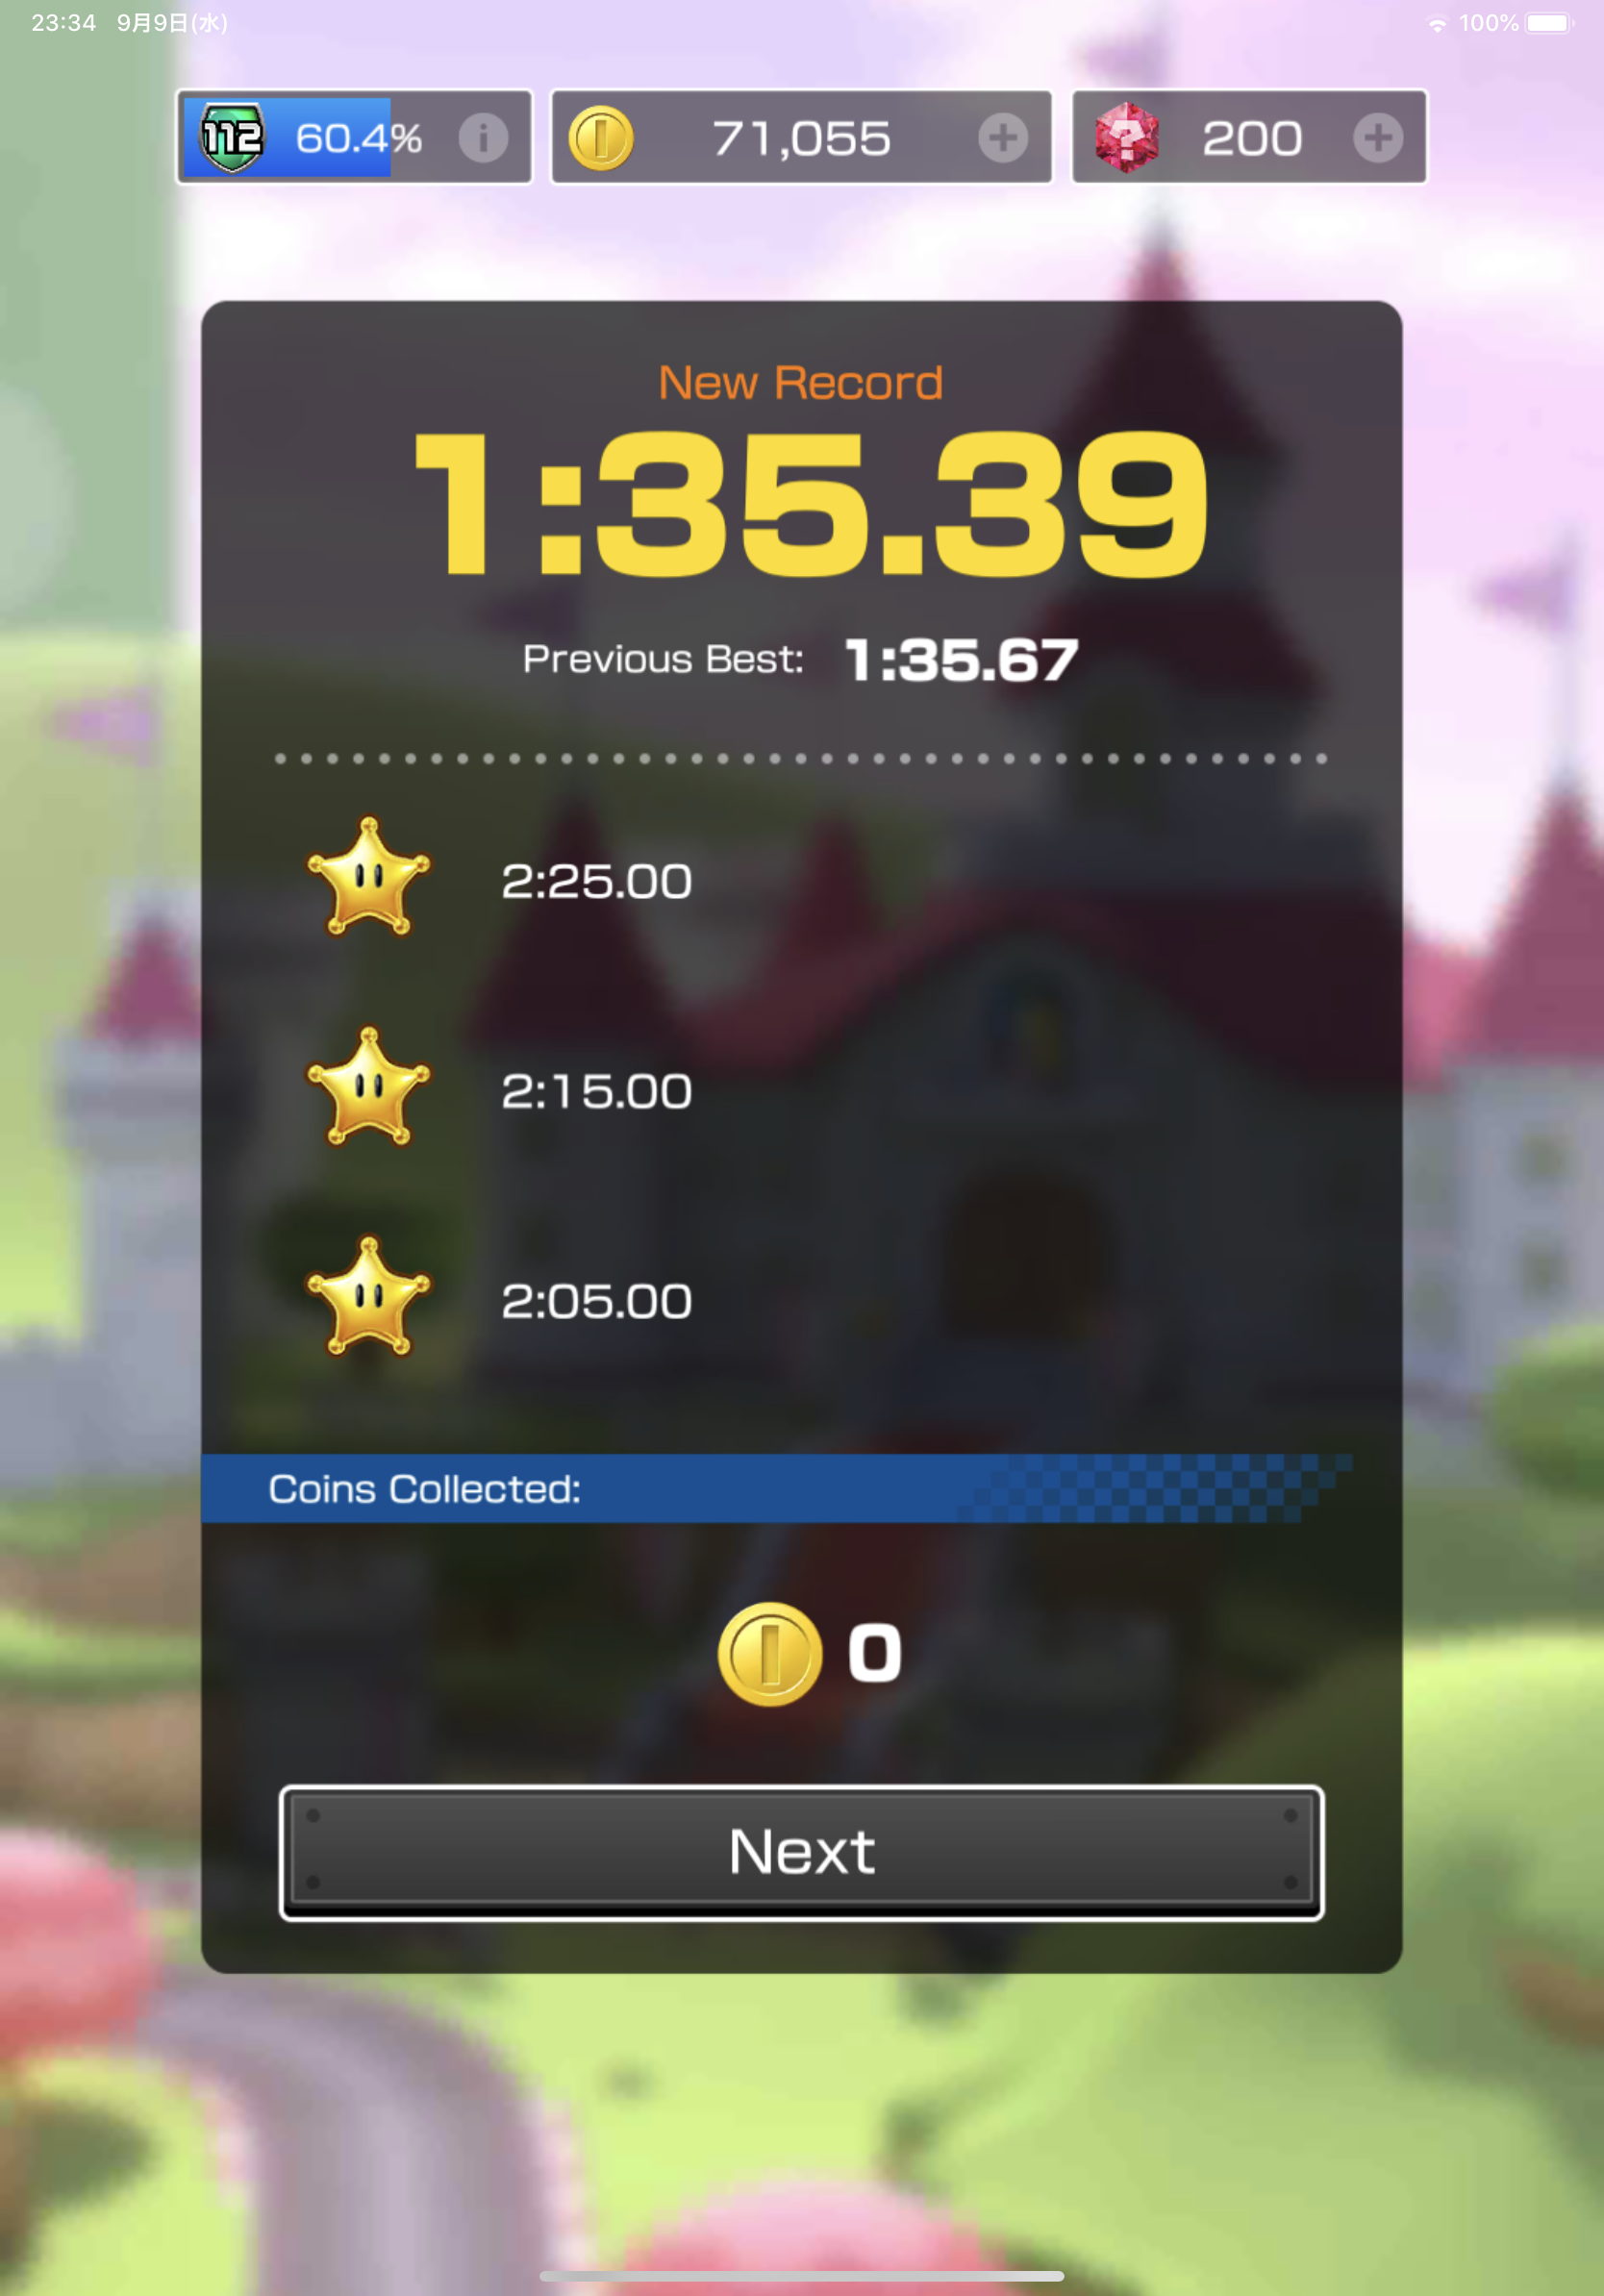 23:34 9月9日(水) 100%
112 60.4% i 71,055 + ? 200 +
New Record
1:35.39
Previous Best: 1:35.67
2:25.00
2:15.00
2:05.00
Coins Collected:
0
Next